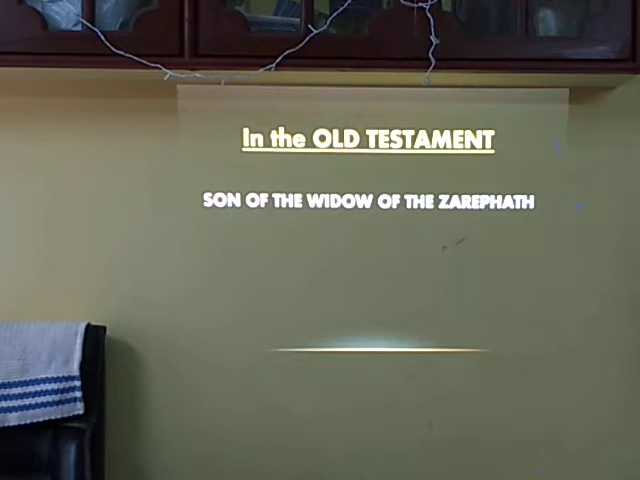 In the OLD TESTAMENT
SON OF THE WIDOW OF THE ZAREPHATH